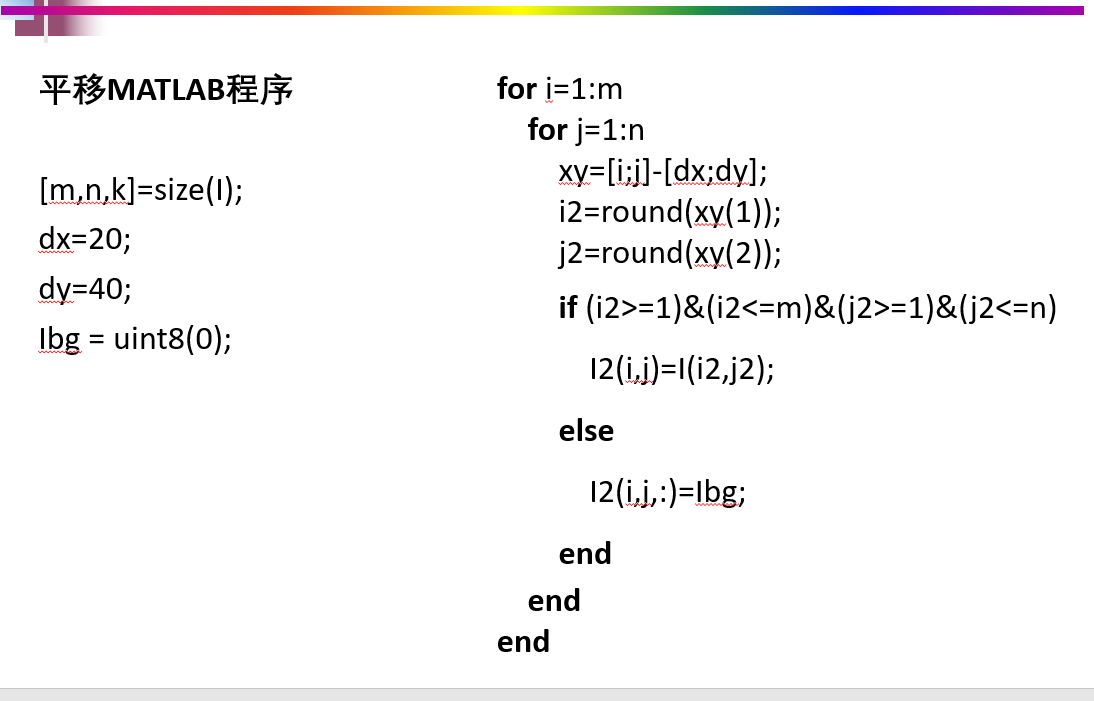 平移MATLAB程序
[m,n,k]=size(I);
dx=20;
dy=40;
Ibg = uint8(0);
for i=1:m
for j=1:n
xy=[i;j]-[dx;dy];
i2=round(xy(1));
j2=round(xy(2));
if (i2>=1)&(i2<=m)&(j2>=1)&(j2<=n)
I2(i,j)=I(i2,j2);
else
I2(i,j,:)=Ibg;
end
end
end